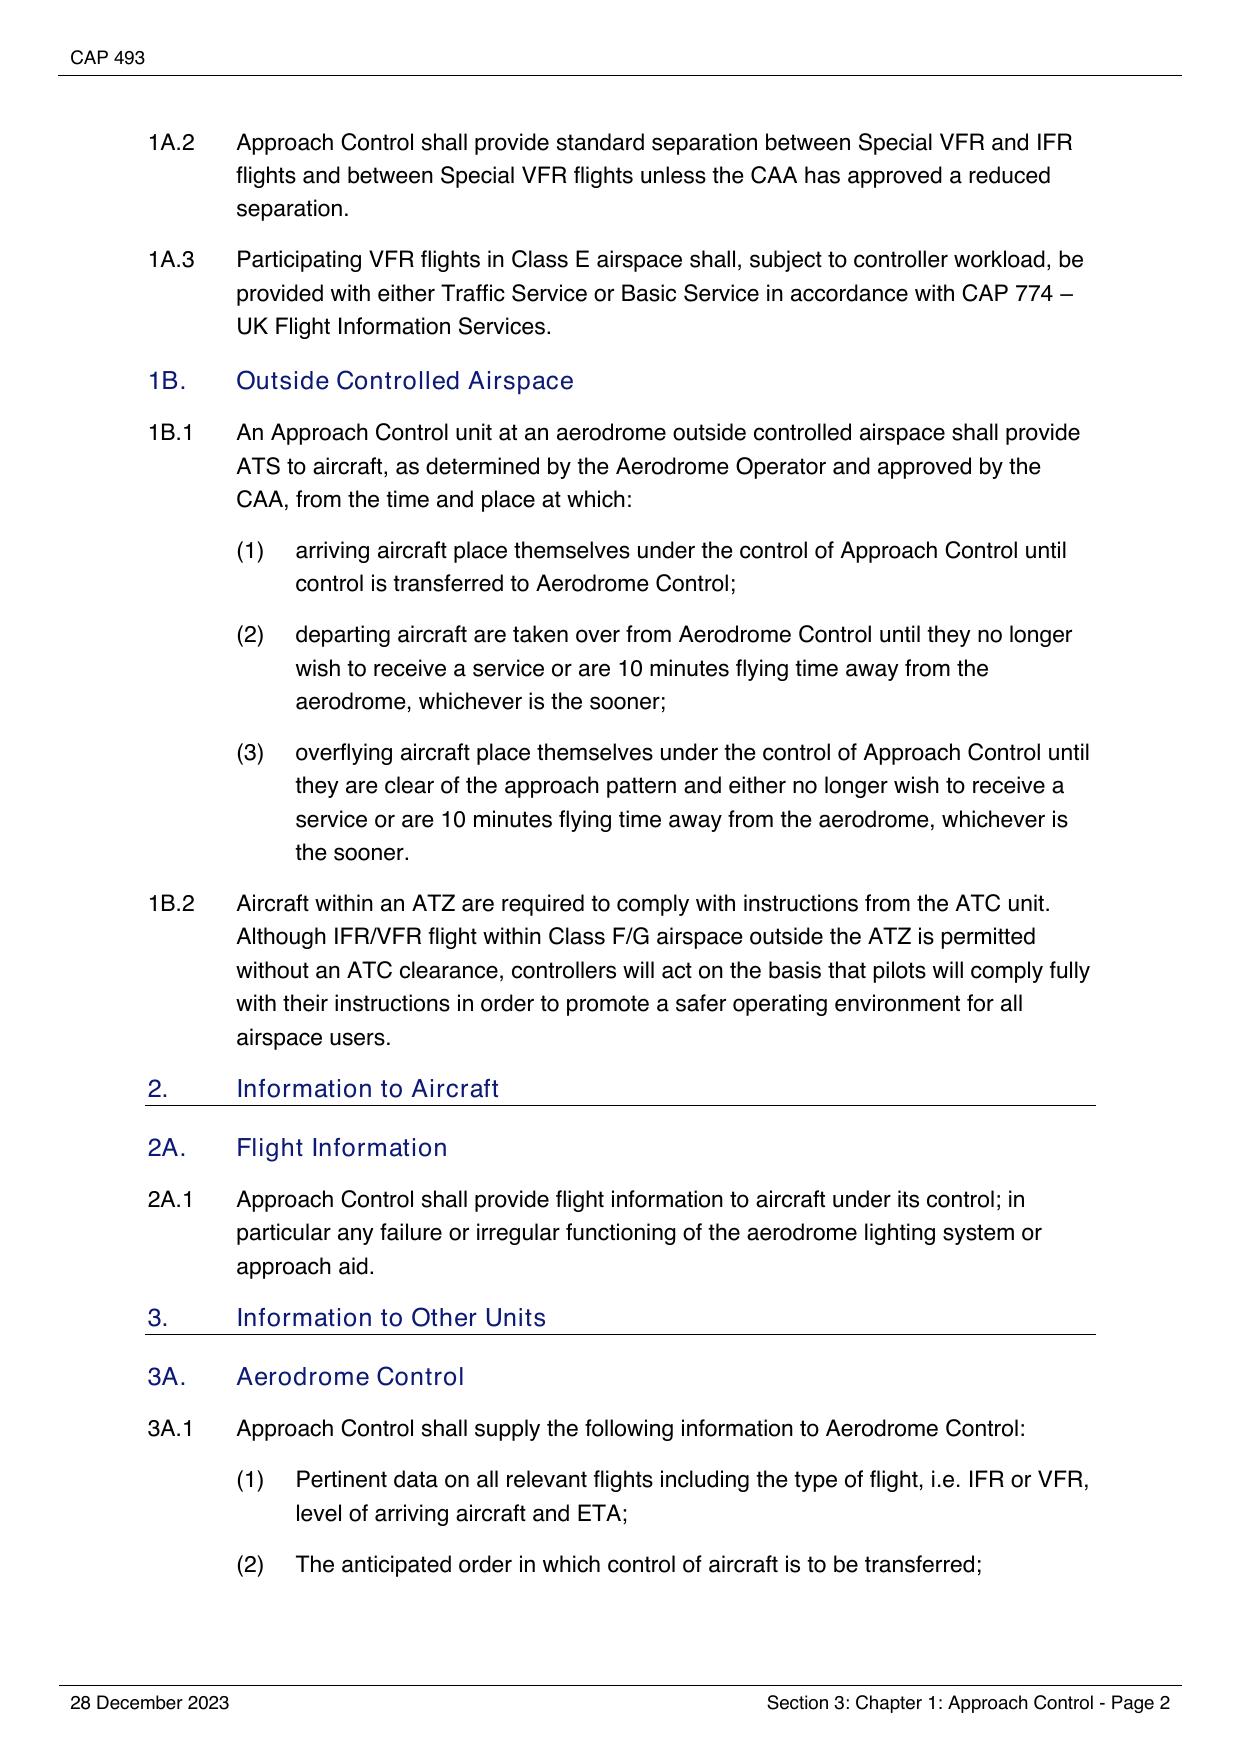 CAP 493
1A.2 Approach Control shall provide standard separation between Special VFR and IFR
flights and between Special VFR flights unless the CAA has approved a reduced
separation.
1A.3 Participating VFR flights in Class E airspace shall, subject to controller workload, be
provided with either Traffic Service or Basic Service in accordance with CAP 774 –
UK Flight Information Services.
1B. Outside Controlled Airspace
1B.1 An Approach Control unit at an aerodrome outside controlled airspace shall provide
ATS to aircraft, as determined by the Aerodrome Operator and approved by the
CAA, from the time and place at which:
(1) arriving aircraft place themselves under the control of Approach Control until
control is transferred to Aerodrome Control;
(2) departing aircraft are taken over from Aerodrome Control until they no longer
wish to receive a service or are 10 minutes flying time away from the
aerodrome, whichever is the sooner;
(3) overflying aircraft place themselves under the control of Approach Control until
they are clear of the approach pattern and either no longer wish to receive a
service or are 10 minutes flying time away from the aerodrome, whichever is
the sooner.
1B.2 Aircraft within an ATZ are required to comply with instructions from the ATC unit.
Although IFR/VFR flight within Class F/G airspace outside the ATZ is permitted
without an ATC clearance, controllers will act on the basis that pilots will comply fully
with their instructions in order to promote a safer operating environment for all
airspace users.
2. Information to Aircraft
2A. Flight Information
2A.1 Approach Control shall provide flight information to aircraft under its control; in
particular any failure or irregular functioning of the aerodrome lighting system or
approach aid.
3. Information to Other Units
3A. Aerodrome Control
3A.1 Approach Control shall supply the following information to Aerodrome Control:
(1) Pertinent data on all relevant flights including the type of flight, i.e. IFR or VFR,
level of arriving aircraft and ETA;
(2) The anticipated order in which control of aircraft is to be transferred;
28 December 2023 Section 3: Chapter 1: Approach Control - Page 2